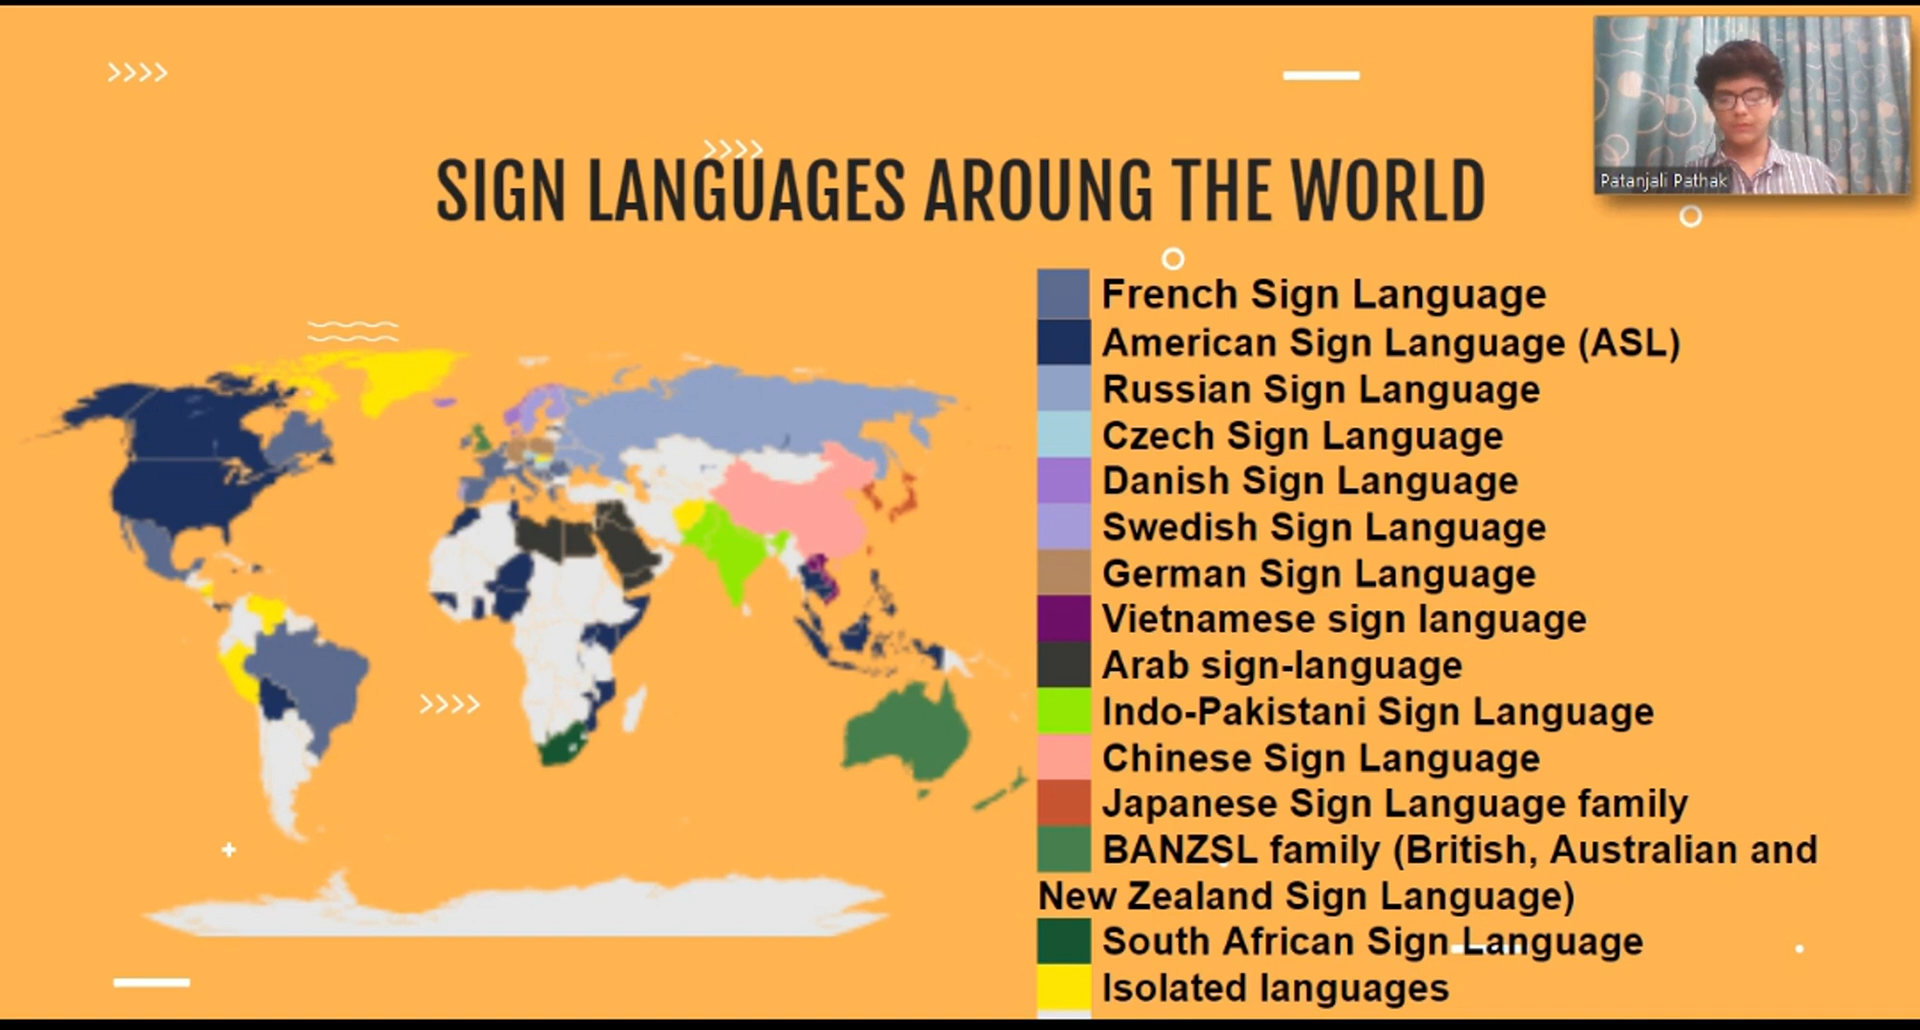 SIGN LANGUAGES AROUNG THE WORLD
Patanjali Pathak
French Sign Language
American Sign Language (ASL)
Russian Sign Language
Czech Sign Language
Danish Sign Language
Swedish Sign Language
German Sign Language
Vietnamese sign language
Arab sign-language
Indo-Pakistani Sign Language
Chinese Sign Language
Japanese Sign Language family
BANZSL family (British, Australian and
New Zealand Sign Language)
South African Sign Language
Isolated languages